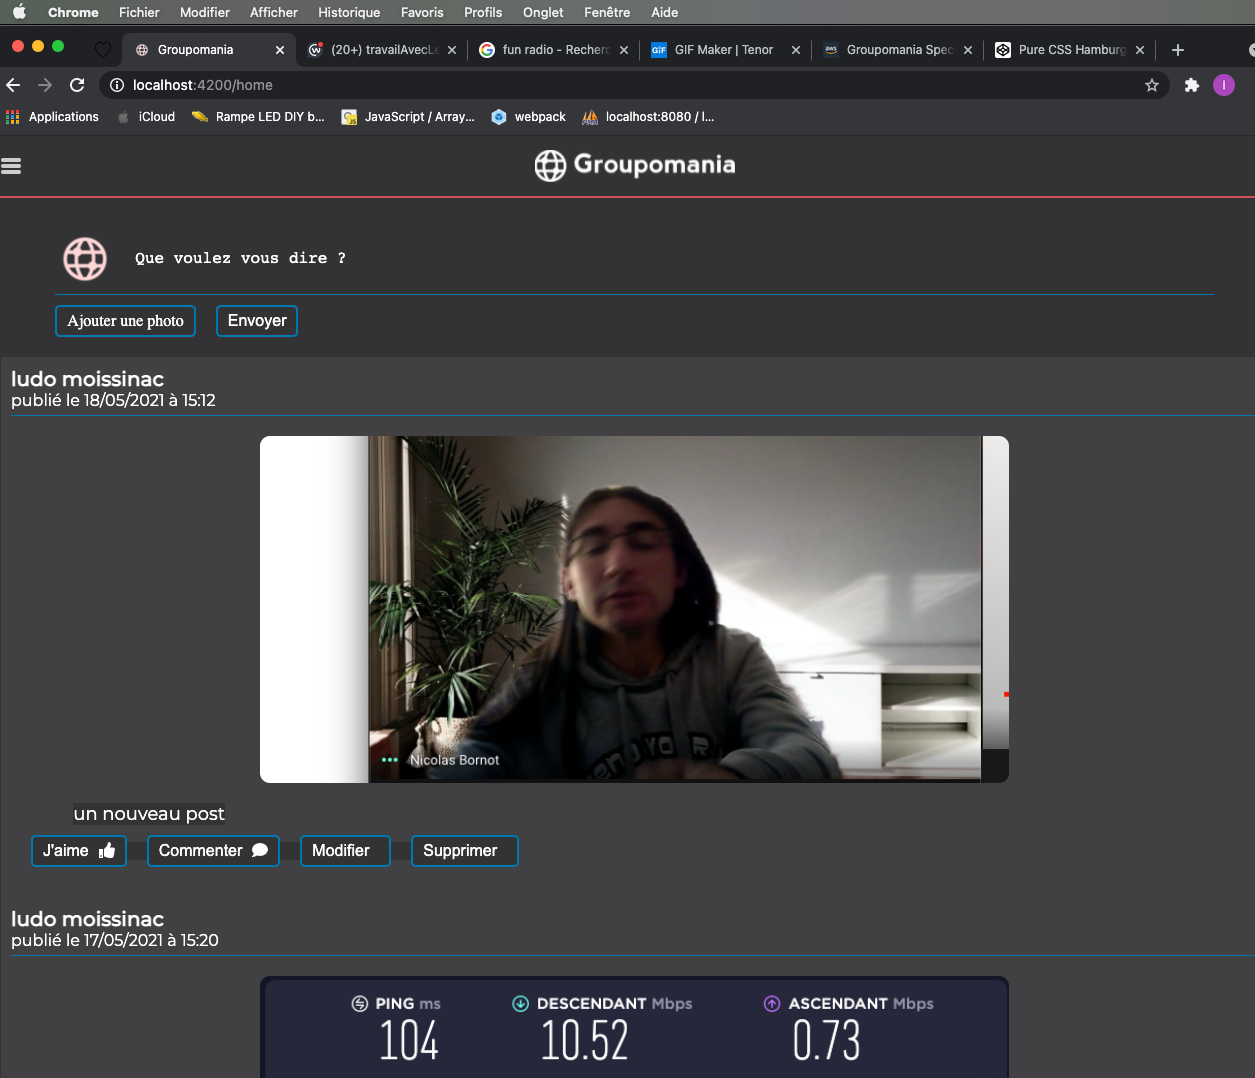 Chrome Fichier Modifier Afficher Historique Favoris Profils Onglet Fenêtre Aide
Groupomania (20+) travailAvecLe fun radio - Recherc GIF Maker | Tenor Groupomania Spec Pure CSS Hamburg
localhost:4200/home
Applications iCloud Rampe LED DIY b... JavaScript / Array... webpack localhost:8080 / l...
Groupomania
Que voulez vous dire ?
Ajouter une photo Envoyer
ludo moissinac
publié le 18/05/2021 à 15:12
Nicolas Bornot
un nouveau post
J'aime Commenter Modifier Supprimer
ludo moissinac
publié le 17/05/2021 à 15:20
PING ms DESCENDANT Mbps ASCENDANT Mbps
104 10.52 0.73